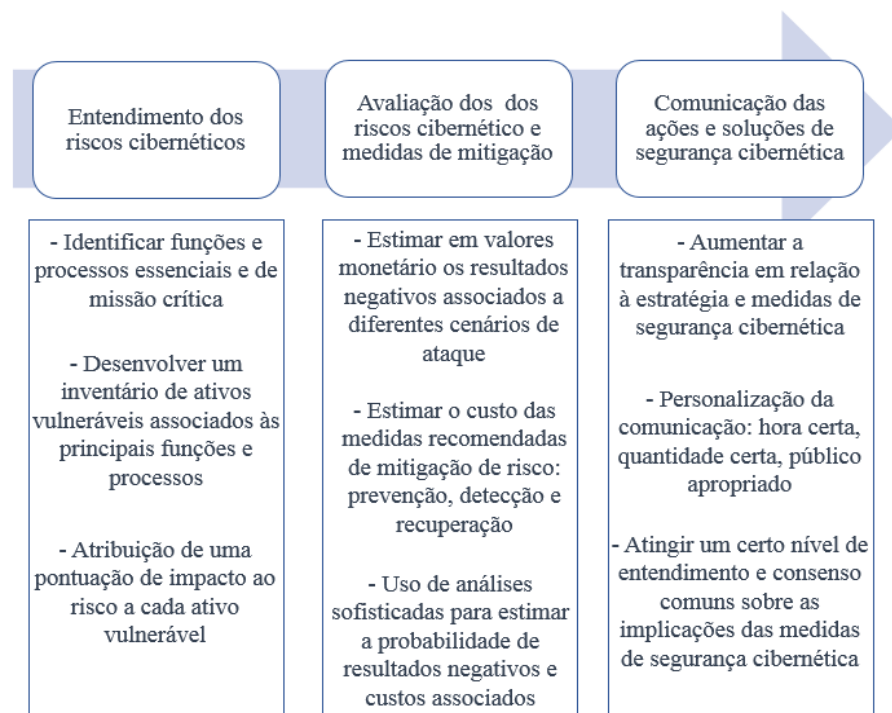 Entendimento dos
riscos cibernéticos
Avaliação dos  dos
riscos cibernético e
medidas de mitigação
Comunicação das
ações e soluções de
segurança cibernética
- Identificar funções e
processos essenciais e de
missão crítica
- Desenvolver um
inventário de ativos
vulneráveis associados às
principais funções e
processos
- Atribuição de uma
pontuação de impacto ao
risco a cada ativo
vulnerável
- Estimar em valores
monetário os resultados
negativos associados a
diferentes cenários de
ataque
- Estimar o custo das
medidas recomendadas
de mitigação de risco:
prevenção, detecção e
recuperação
- Uso de análises
sofisticadas para estimar
a probabilidade de
resultados negativos e
custos associados
- Aumentar a
transparência em relação
à estratégia e medidas de
segurança cibernética
- Personalização da
comunicação: hora certa,
quantidade certa, público
apropriado
- Atingir um certo nível de
entendimento e consenso
comuns sobre as
implicações das medidas
de segurança cibernética